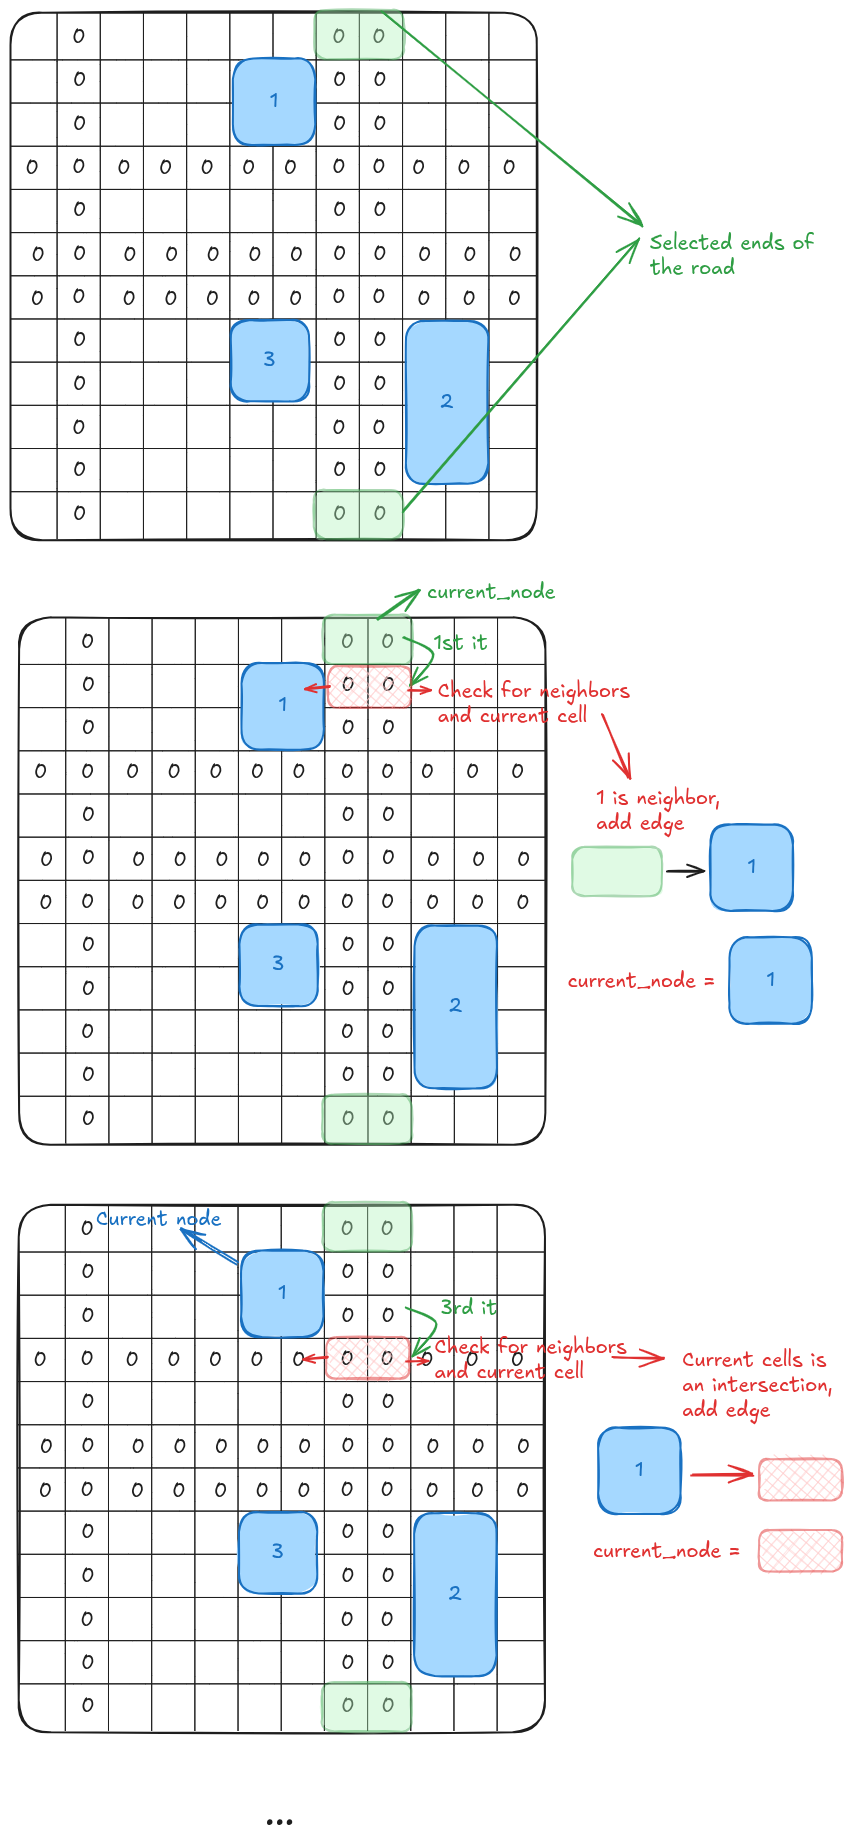 0 0 0
0 0 0
1
0 0 0
0 0 0 0 0 0 0 0 0 0 0 0
0 0 0
Selected ends of
the road
0 0 0 0 0 0 0 0 0 0 0 0
0 0 0 0 0 0 0 0 0 0 0 0
0 0 0
3
0 0 0
2
0 0 0
0 0 0
0 0 0
current_node
0 0 0
1st it
0 0 0
Check for neighbors
and current cell
1
0 0 0
0 0 0 0 0 0 0 0 0 0 0 0
1 is neighbor,
add edge
0 0 0
0 0 0 0 0 0 0 0 0 0 0 0
1
0 0 0 0 0 0 0 0 0 0 0 0
0 0 0
3
current_node =
1
0 0 0
2
0 0 0
0 0 0
0 0 0
Current node
0 0 0
0 0 0
1
0 0 0
3rd it
0 0 0 0 0 0 0 0 0 0 0 0
Check for neighbors
and current cell
Current cells is
an intersection,
add edge
0 0 0
0 0 0 0 0 0 0 0 0 0 0 0
1
0 0 0 0 0 0 0 0 0 0 0 0
0 0 0
3
current_node =
0 0 0
2
0 0 0
0 0 0
0 0 0
...